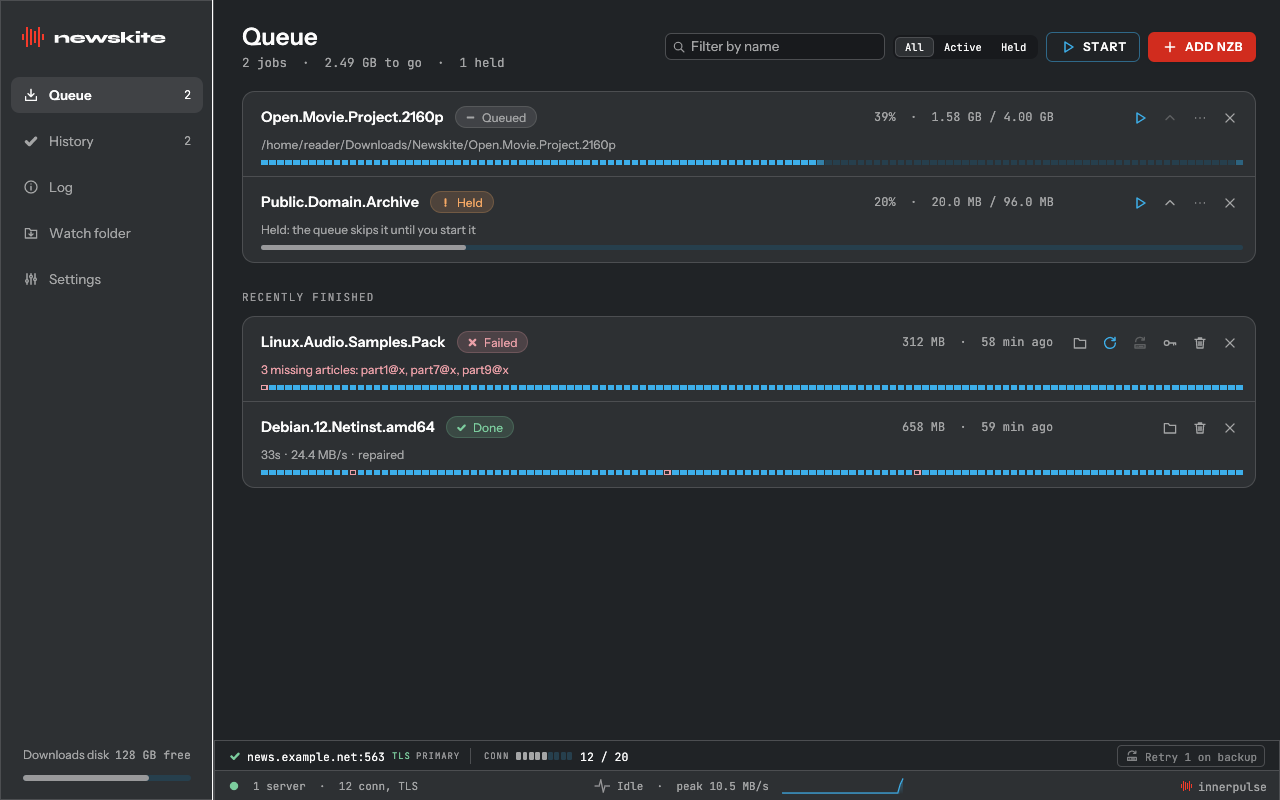 newskite
Queue 2
History 2
Log
Watch folder
Settings
Downloads disk 128 GB free
Queue
2 jobs · 2.49 GB to go · 1 held
Filter by name
All Active Held
START
ADD NZB
Open.Movie.Project.2160p Queued 39% · 1.58 GB / 4.00 GB
/home/reader/Downloads/Newskite/Open.Movie.Project.2160p
Public.Domain.Archive Held 20% · 20.0 MB / 96.0 MB
Held: the queue skips it until you start it
RECENTLY FINISHED
Linux.Audio.Samples.Pack Failed 312 MB · 58 min ago
3 missing articles: part1@x, part7@x, part9@x
Debian.12.Netinst.amd64 Done 658 MB · 59 min ago
33s · 24.4 MB/s · repaired
news.example.net:563 TLS PRIMARY CONN 12 / 20 Retry 1 on backup
1 server · 12 conn, TLS Idle · peak 10.5 MB/s innerpulse